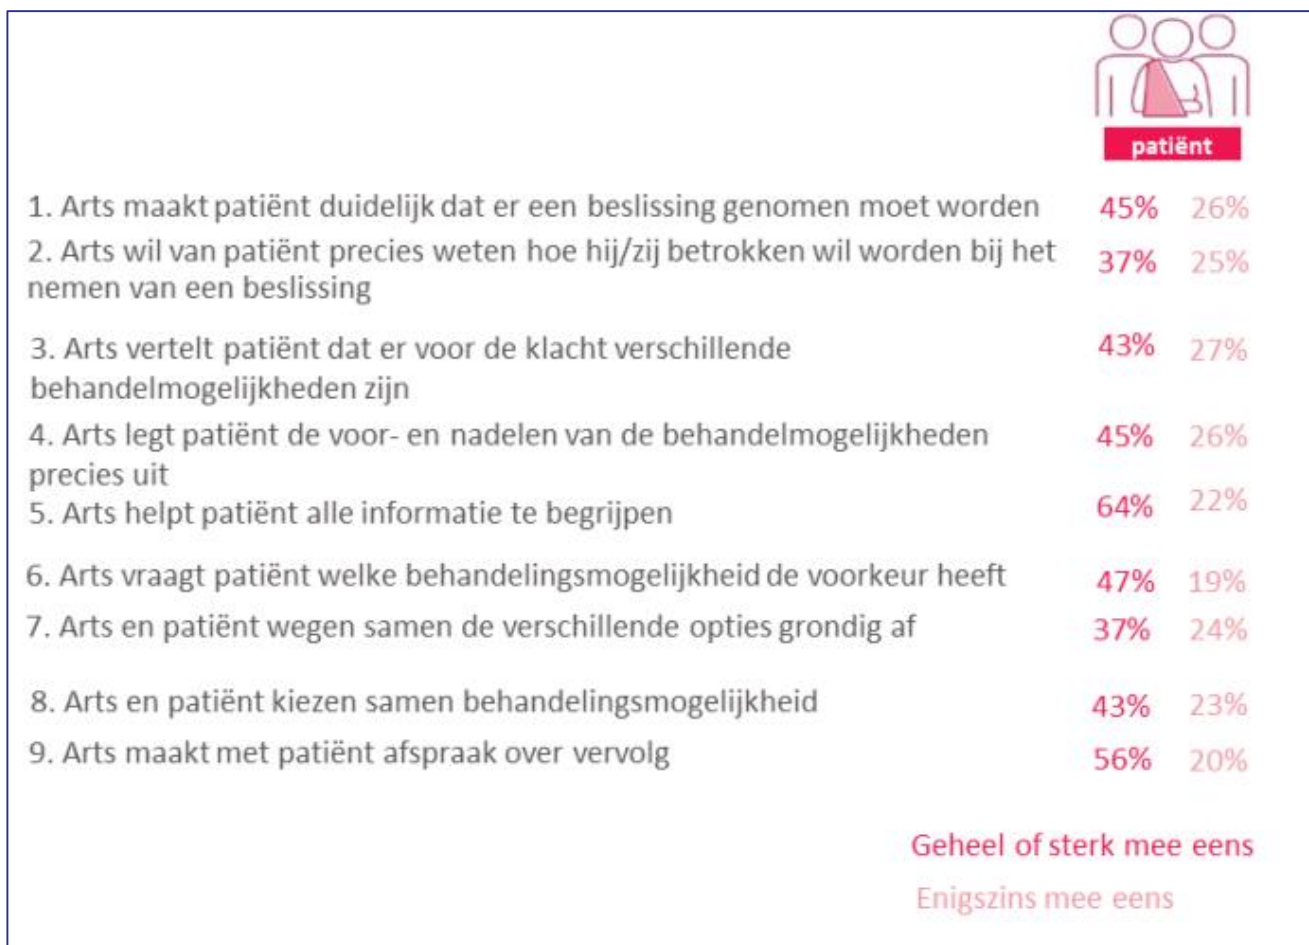 patiënt
1. Arts maakt patiënt duidelijk dat er een beslissing genomen moet worden 45% 26%
2. Arts wil van patiënt precies weten hoe hij/zij betrokken wil worden bij het 37% 25%
nemen van een beslissing
3. Arts vertelt patiënt dat er voor de klacht verschillende 43% 27%
behandelmogelijkheden zijn
4. Arts legt patiënt de voor- en nadelen van de behandelmogelijkheden 45% 26%
precies uit
5. Arts helpt patiënt alle informatie te begrijpen 64% 22%
6. Arts vraagt patiënt welke behandelingsmogelijkheid de voorkeur heeft 47% 19%
7. Arts en patiënt wegen samen de verschillende opties grondig af 37% 24%
8. Arts en patiënt kiezen samen behandelingsmogelijkheid 43% 23%
9. Arts maakt met patiënt afspraak over vervolg 56% 20%
Geheel of sterk mee eens
Enigszins mee eens